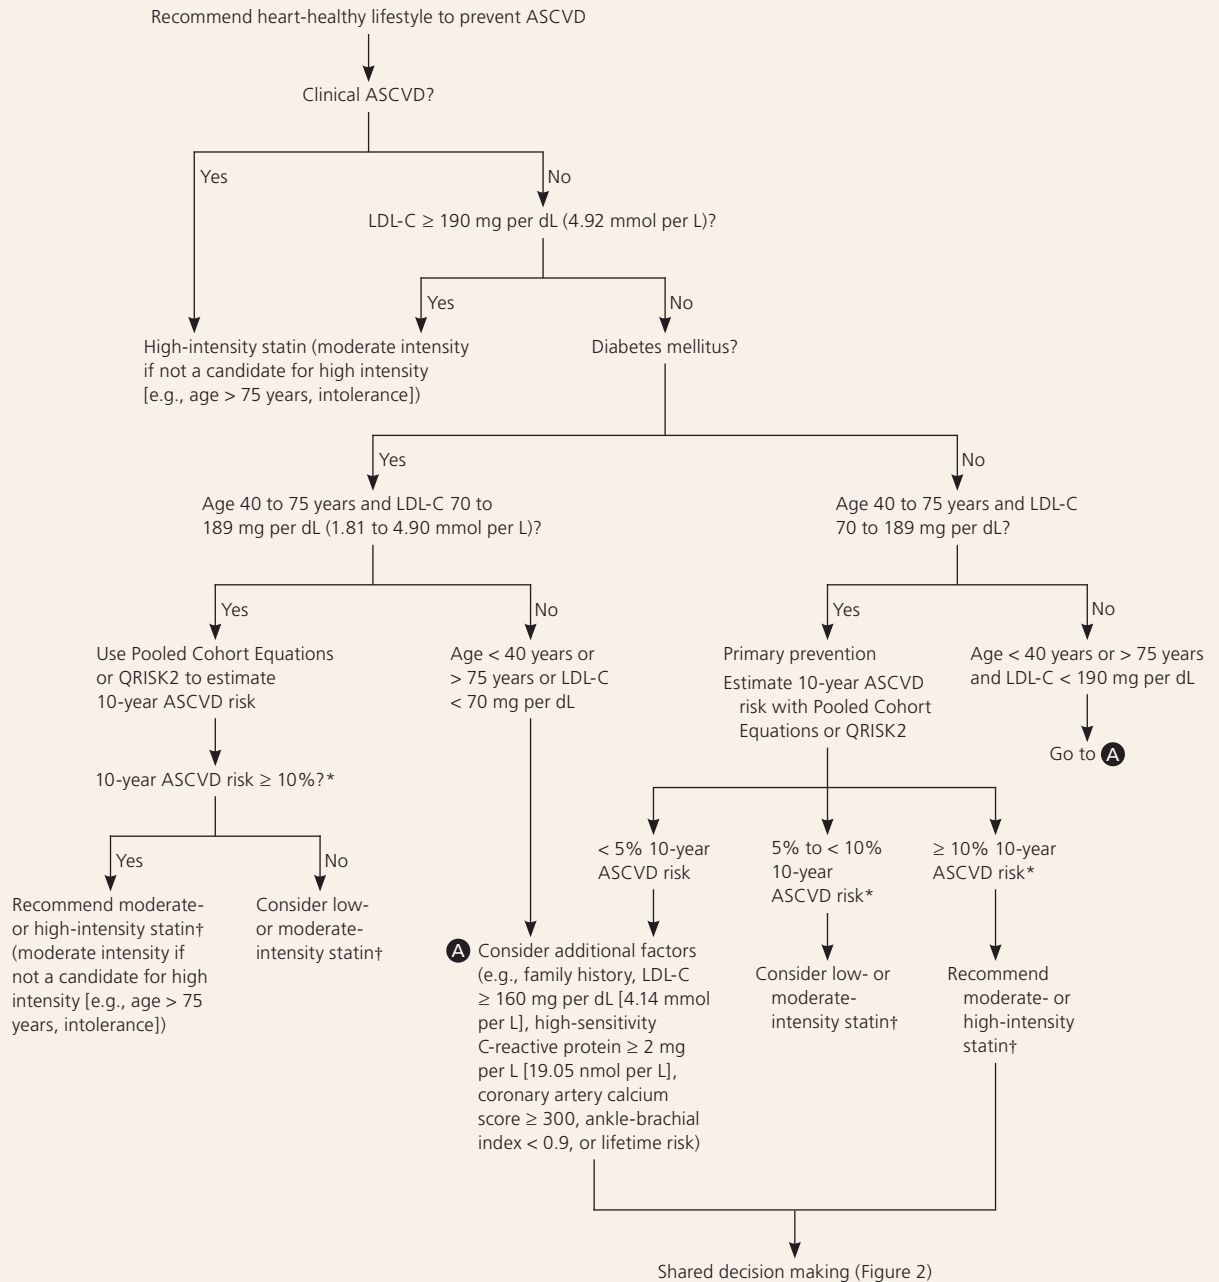 Recommend heart-healthy lifestyle to prevent ASCVD
Clinical ASCVD?
Yes
No
LDL-C ≥ 190 mg per dL (4.92 mmol per L)?
Yes
No
High-intensity statin (moderate intensity
if not a candidate for high intensity
[e.g., age > 75 years, intolerance])
Diabetes mellitus?
Yes
No
Age 40 to 75 years and LDL-C 70 to
189 mg per dL (1.81 to 4.90 mmol per L)?
Age 40 to 75 years and LDL-C
70 to 189 mg per dL?
Yes
No
Yes
No
Use Pooled Cohort Equations
or QRISK2 to estimate
10-year ASCVD risk
Age < 40 years or
> 75 years or LDL-C
< 70 mg per dL
Primary prevention
Estimate 10-year ASCVD
risk with Pooled Cohort
Equations or QRISK2
Age < 40 years or > 75 years
and LDL-C < 190 mg per dL
Go to A
10-year ASCVD risk ≥ 10%?*
Yes
No
< 5% 10-year
ASCVD risk
5% to < 10%
10-year
ASCVD risk*
≥ 10% 10-year
ASCVD risk*
Recommend moderate-
or high-intensity statin†
(moderate intensity if
not a candidate for high
intensity [e.g., age > 75
years, intolerance])
Consider low-
or moderate-
intensity statin†
A Consider additional factors
(e.g., family history, LDL-C
≥ 160 mg per dL [4.14 mmol
per L], high-sensitivity
C-reactive protein ≥ 2 mg
per L [19.05 nmol per L],
coronary artery calcium
score ≥ 300, ankle-brachial
index < 0.9, or lifetime risk)
Consider low- or
moderate-
intensity statin†
Recommend
moderate- or
high-intensity
statin†
Shared decision making (Figure 2)